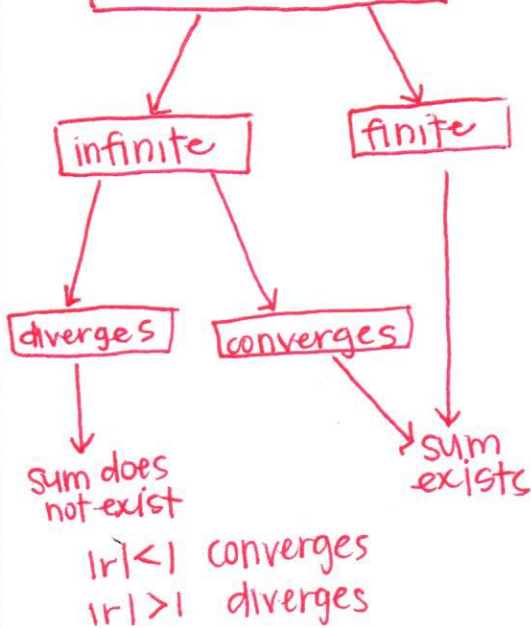 infinite
finite
diverges
converges
sum does
not exist
sum
exists
|r|<1 converges
|r|>1 diverges